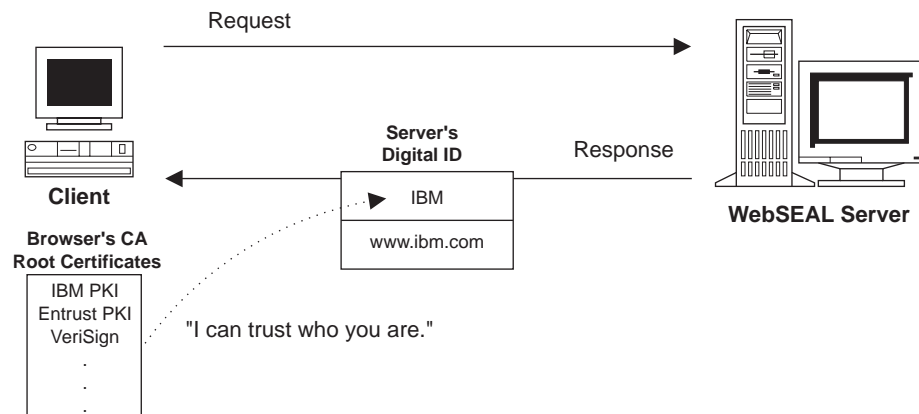 Request
Server's
Digital ID
Response
Client
IBM
www.ibm.com
WebSEAL Server
Browser's CA
Root Certificates
IBM PKI
Entrust PKI
VeriSign
.
.
.
"I can trust who you are."